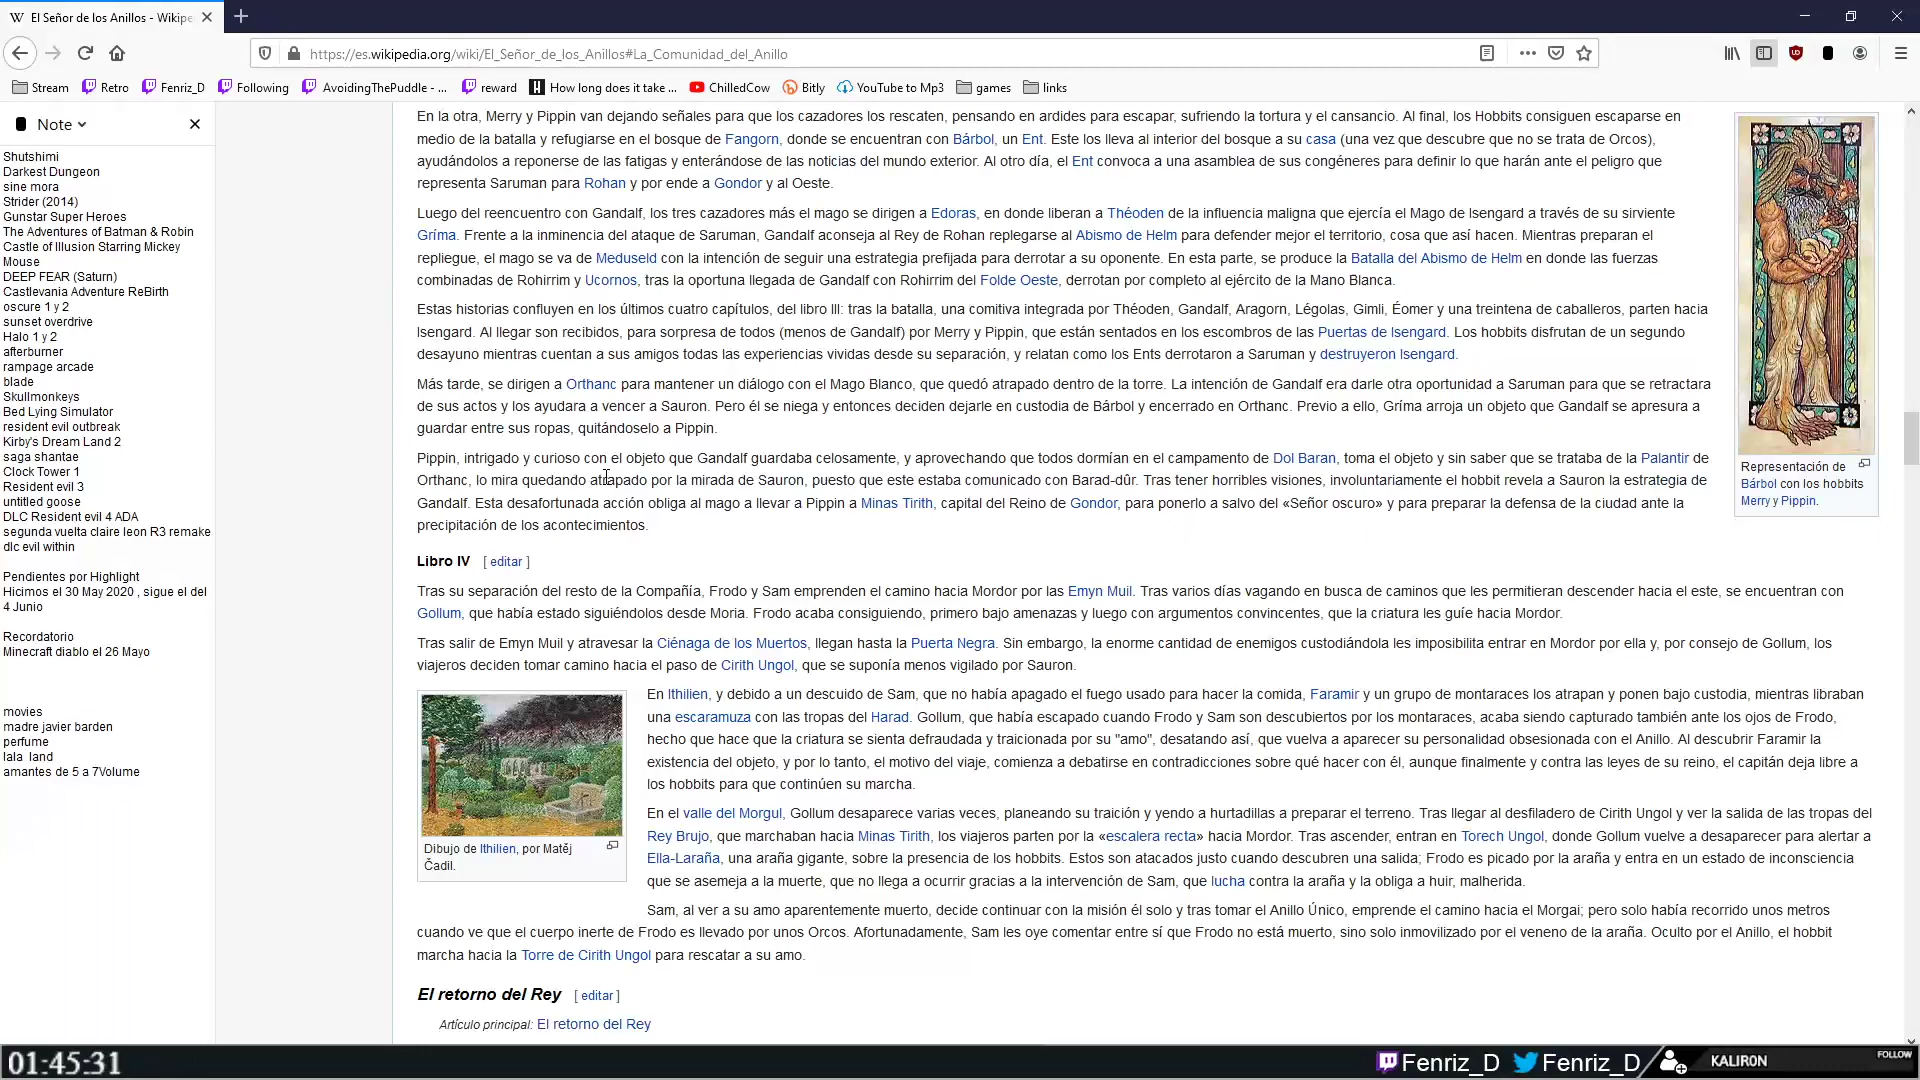 El Señor de los Anillos - Wikipe
https://es.wikipedia.org/wiki/El_Señor_de_los_Anillos#La_Comunidad_del_Anillo
Stream Retro Fenriz_D Following AvoidingThePuddle - ... reward How long does it take ... ChilledCow Bitly YouTube to Mp3 games links
Note
Shutshimi
Darkest Dungeon
sine mora
Strider (2014)
Gunstar Super Heroes
The Adventures of Batman & Robin
Castle of Illusion Starring Mickey
Mouse
DEEP FEAR (Saturn)
Castlevania Adventure ReBirth
oscure 1 y 2
sunset overdrive
Halo 1 y 2
afterburner
rampage arcade
blade
Skullmonkeys
Bed Lying Simulator
resident evil outbreak
Kirby's Dream Land 2
saga shantae
Clock Tower 1
Resident evil 3
untitled goose
DLC Resident evil 4 ADA
segunda vuelta claire leon R3 remake
dlc evil within
Pendientes por Highlight
Hicimos el 30 May 2020 , sigue el del
4 Junio
Recordatorio
Minecraft diablo el 26 Mayo
movies
madre javier barden
perfume
lala land
amantes de 5 a 7Volume
En la otra, Merry y Pippin van dejando señales para que los cazadores los rescaten, pensando en ardides para escapar, sufriendo la tortura y el cansancio. Al final, los Hobbits consiguen escaparse en
medio de la batalla y refugiarse en el bosque de Fangorn, donde se encuentran con Bárbol, un Ent. Este los lleva al interior del bosque a su casa (una vez que descubre que no se trata de Orcos),
ayudándolos a reponerse de las fatigas y enterándose de las noticias del mundo exterior. Al otro día, el Ent convoca a una asamblea de sus congéneres para definir lo que harán ante el peligro que
representa Saruman para Rohan y por ende a Gondor y al Oeste.
Luego del reencuentro con Gandalf, los tres cazadores más el mago se dirigen a Edoras, en donde liberan a Théoden de la influencia maligna que ejercía el Mago de Isengard a través de su sirviente
Gríma. Frente a la inminencia del ataque de Saruman, Gandalf aconseja al Rey de Rohan replegarse al Abismo de Helm para defender mejor el territorio, cosa que así hacen. Mientras preparan el
repliegue, el mago se va de Meduseld con la intención de seguir una estrategia prefijada para derrotar a su oponente. En esta parte, se produce la Batalla del Abismo de Helm en donde las fuerzas
combinadas de Rohirrim y Ucornos, tras la oportuna llegada de Gandalf con Rohirrim del Folde Oeste, derrotan por completo al ejército de la Mano Blanca.
Estas historias confluyen en los últimos cuatro capítulos, del libro III: tras la batalla, una comitiva integrada por Théoden, Gandalf, Aragorn, Légolas, Gimli, Éomer y una treintena de caballeros, parten hacia
Isengard. Al llegar son recibidos, para sorpresa de todos (menos de Gandalf) por Merry y Pippin, que están sentados en los escombros de las Puertas de Isengard. Los hobbits disfrutan de un segundo
desayuno mientras cuentan a sus amigos todas las experiencias vividas desde su separación, y relatan como los Ents derrotaron a Saruman y destruyeron Isengard.
Más tarde, se dirigen a Orthanc para mantener un diálogo con el Mago Blanco, que quedó atrapado dentro de la torre. La intención de Gandalf era darle otra oportunidad a Saruman para que se retractara
de sus actos y los ayudara a vencer a Sauron. Pero él se niega y entonces deciden dejarle en custodia de Bárbol y encerrado en Orthanc. Previo a ello, Gríma arroja un objeto que Gandalf se apresura a
guardar entre sus ropas, quitándoselo a Pippin.
Pippin, intrigado y curioso con el objeto que Gandalf guardaba celosamente, y aprovechando que todos dormían en el campamento de Dol Baran, toma el objeto y sin saber que se trataba de la Palantir de
Orthanc, lo mira quedando atrapado por la mirada de Sauron, puesto que este estaba comunicado con Barad-dûr. Tras tener horribles visiones, involuntariamente el hobbit revela a Sauron la estrategia de
Gandalf. Esta desafortunada acción obliga al mago a llevar a Pippin a Minas Tirith, capital del Reino de Gondor, para ponerlo a salvo del «Señor oscuro» y para preparar la defensa de la ciudad ante la
precipitación de los acontecimientos.
Representación de
Bárbol con los hobbits
Merry y Pippin.
Libro IV [ editar ]
Tras su separación del resto de la Compañía, Frodo y Sam emprenden el camino hacia Mordor por las Emyn Muil. Tras varios días vagando en busca de caminos que les permitieran descender hacia el este, se encuentran con
Gollum, que había estado siguiéndolos desde Moria. Frodo acaba consiguiendo, primero bajo amenazas y luego con argumentos convincentes, que la criatura les guíe hacia Mordor.
Tras salir de Emyn Muil y atravesar la Ciénaga de los Muertos, llegan hasta la Puerta Negra. Sin embargo, la enorme cantidad de enemigos custodiándola les imposibilita entrar en Mordor por ella y, por consejo de Gollum, los
viajeros deciden tomar camino hacia el paso de Cirith Ungol, que se suponía menos vigilado por Sauron.
En Ithilien, y debido a un descuido de Sam, que no había apagado el fuego usado para hacer la comida, Faramir y un grupo de montaraces los atrapan y ponen bajo custodia, mientras libraban
una escaramuza con las tropas del Harad. Gollum, que había escapado cuando Frodo y Sam son descubiertos por los montaraces, acaba siendo capturado también ante los ojos de Frodo,
hecho que hace que la criatura se sienta defraudada y traicionada por su "amo", desatando así, que vuelva a aparecer su personalidad obsesionada con el Anillo. Al descubrir Faramir la
existencia del objeto, y por lo tanto, el motivo del viaje, comienza a debatirse en contradicciones sobre qué hacer con él, aunque finalmente y contra las leyes de su reino, el capitán deja libre a
los hobbits para que continúen su marcha.
Dibujo de Ithilien, por Matěj
Čadil.
En el valle del Morgul, Gollum desaparece varias veces, planeando su traición y yendo a hurtadillas a preparar el terreno. Tras llegar al desfiladero de Cirith Ungol y ver la salida de las tropas del
Rey Brujo, que marchaban hacia Minas Tirith, los viajeros parten por la «escalera recta» hacia Mordor. Tras ascender, entran en Torech Ungol, donde Gollum vuelve a desaparecer para alertar a
Ella-Laraña, una araña gigante, sobre la presencia de los hobbits. Estos son atacados justo cuando descubren una salida; Frodo es picado por la araña y entra en un estado de inconsciencia
que se asemeja a la muerte, que no llega a ocurrir gracias a la intervención de Sam, que lucha contra la araña y la obliga a huir, malherida.
Sam, al ver a su amo aparentemente muerto, decide continuar con la misión él solo y tras tomar el Anillo Único, emprende el camino hacia el Morgai; pero solo había recorrido unos metros
cuando ve que el cuerpo inerte de Frodo es llevado por unos Orcos. Afortunadamente, Sam les oye comentar entre sí que Frodo no está muerto, sino solo inmovilizado por el veneno de la araña. Oculto por el Anillo, el hobbit
marcha hacia la Torre de Cirith Ungol para rescatar a su amo.
El retorno del Rey [ editar ]
Artículo principal: El retorno del Rey
01:45:31
Fenriz_D Fenriz_D KALIRON FOLLOW